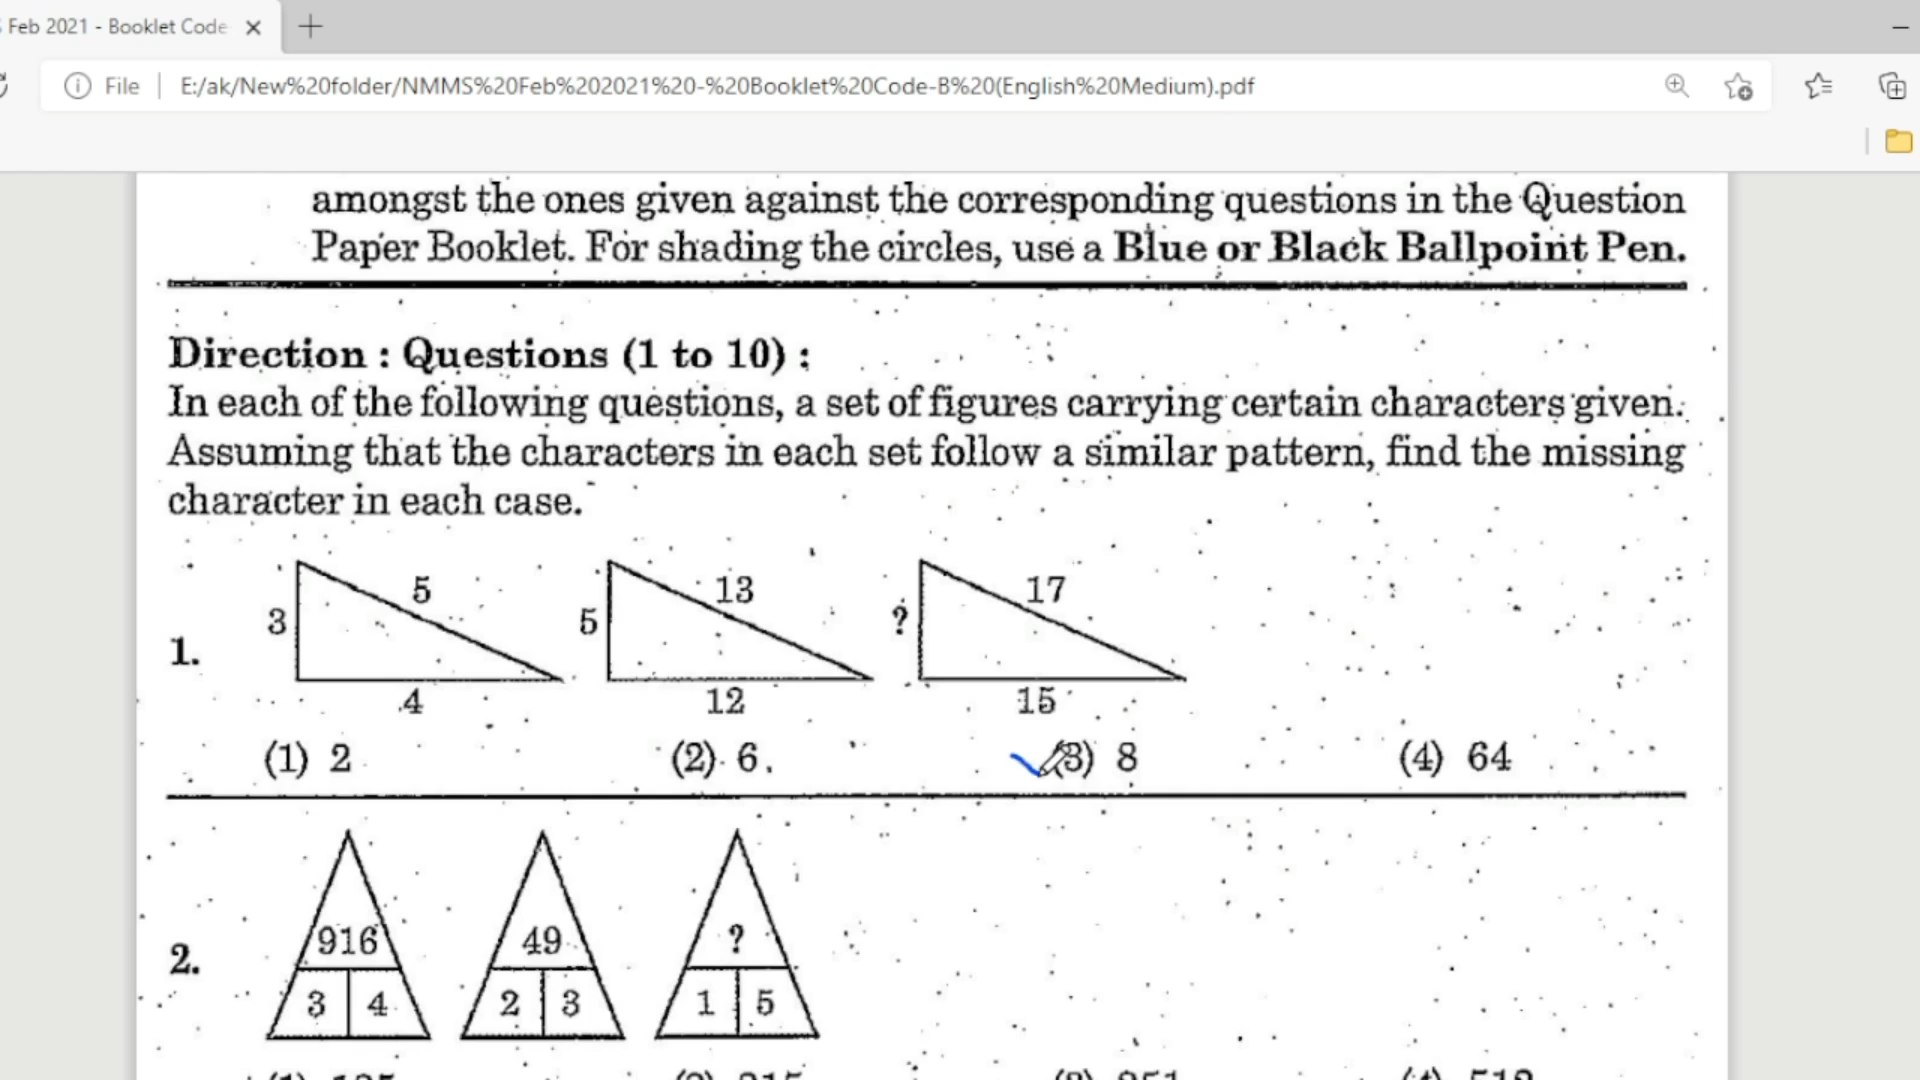 Feb 2021 - Booklet Code
File E:/ak/New%20folder/NMMS%20Feb%202021%20-%20Booklet%20Code-B%20(English%20Medium).pdf
amongst the ones given against the corresponding questions in the Question
Paper Booklet. For shading the circles, use a Blue or Black Ballpoint Pen.
Direction : Questions (1 to 10) :
In each of the following questions, a set of figures carrying certain characters given.
Assuming that the characters in each set follow a similar pattern, find the missing
character in each case.
5 13 17
3 5 ?
1.
4 12 15
(1) 2 (2) 6. (3) 8 (4) 64
916 49 ?
2.
3 4 2 3 1 5